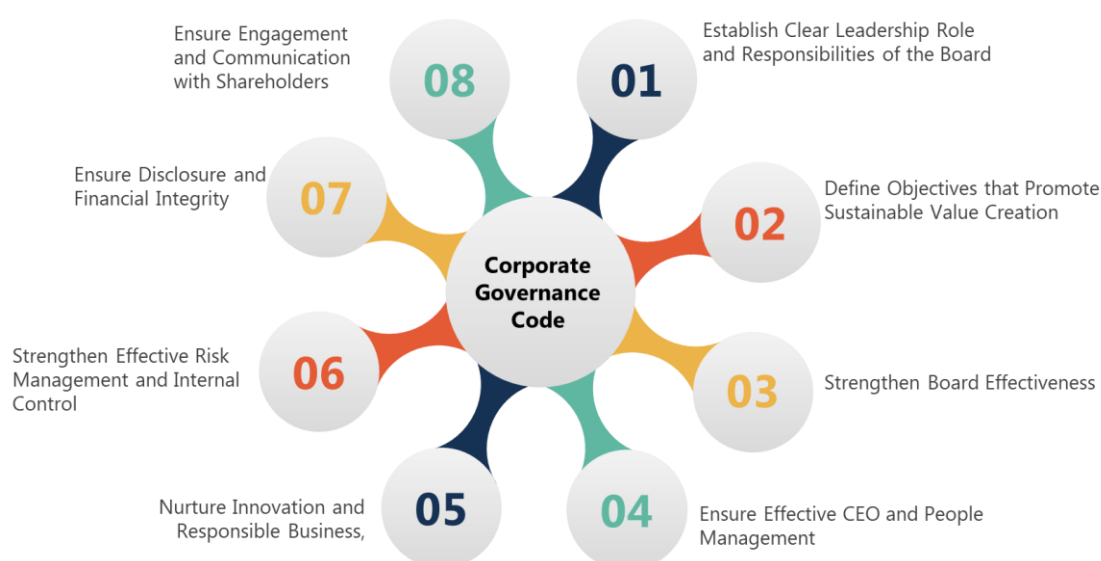 Corporate
Governance
Code
01
Establish Clear Leadership Role
and Responsibilities of the Board
02
Define Objectives that Promote
Sustainable Value Creation
03
Strengthen Board Effectiveness
04
Ensure Effective CEO and People
Management
05
Nurture Innovation and
Responsible Business,
06
Strengthen Effective Risk
Management and Internal
Control
07
Ensure Disclosure and
Financial Integrity
08
Ensure Engagement
and Communication
with Shareholders